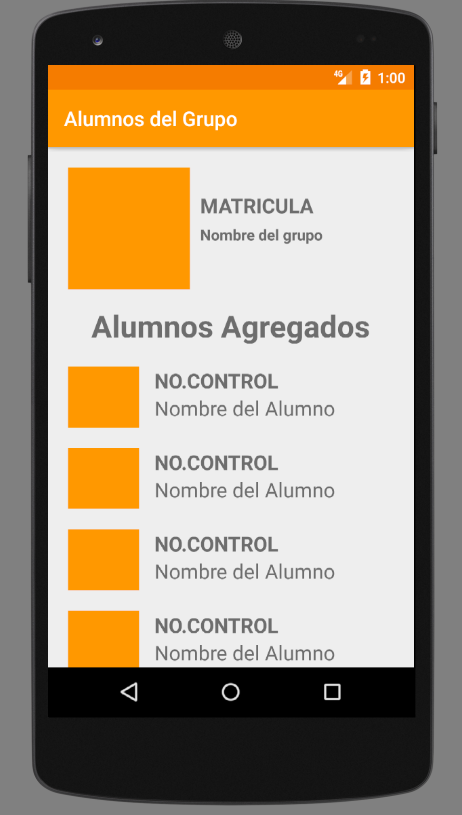 4G 1:00
Alumnos del Grupo
MATRICULA
Nombre del grupo
Alumnos Agregados
NO.CONTROL
Nombre del Alumno
NO.CONTROL
Nombre del Alumno
NO.CONTROL
Nombre del Alumno
NO.CONTROL
Nombre del Alumno